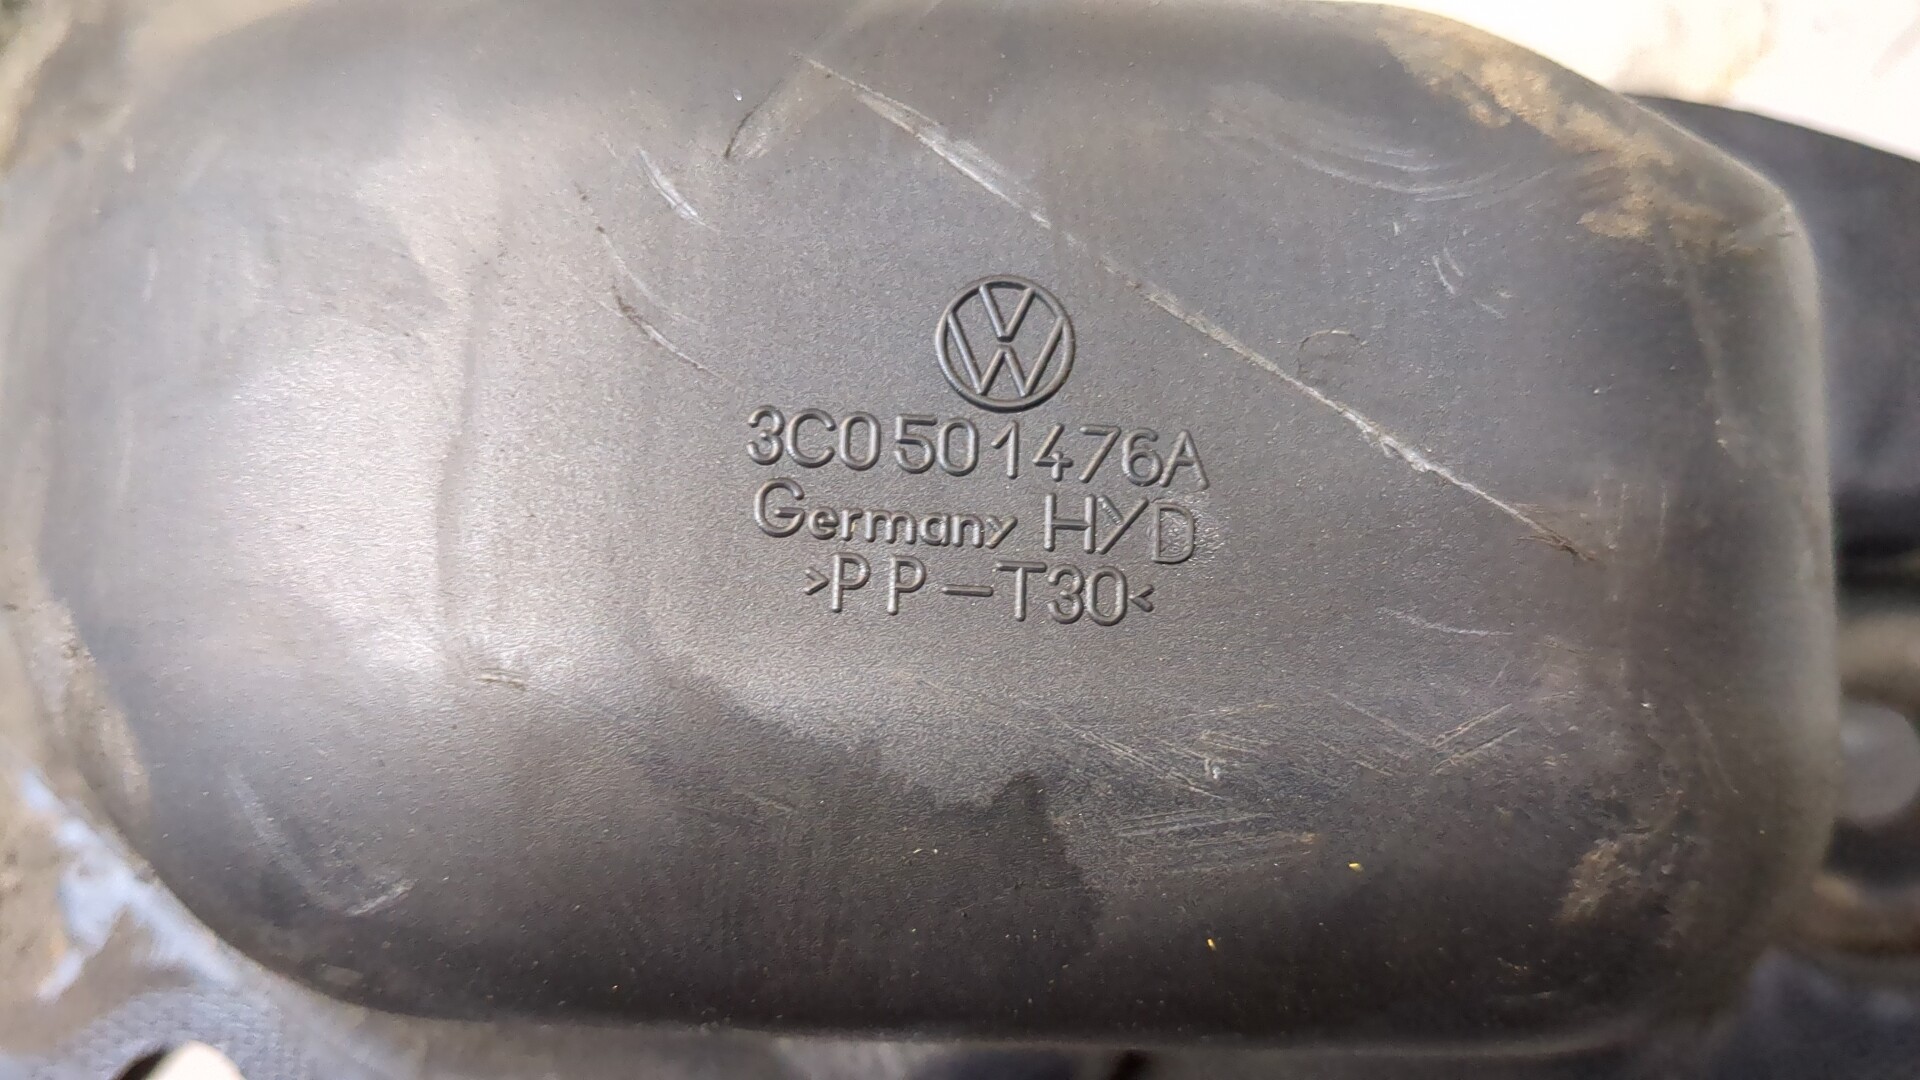 3C0 501 476A
Germany HYD
>PP-T30<